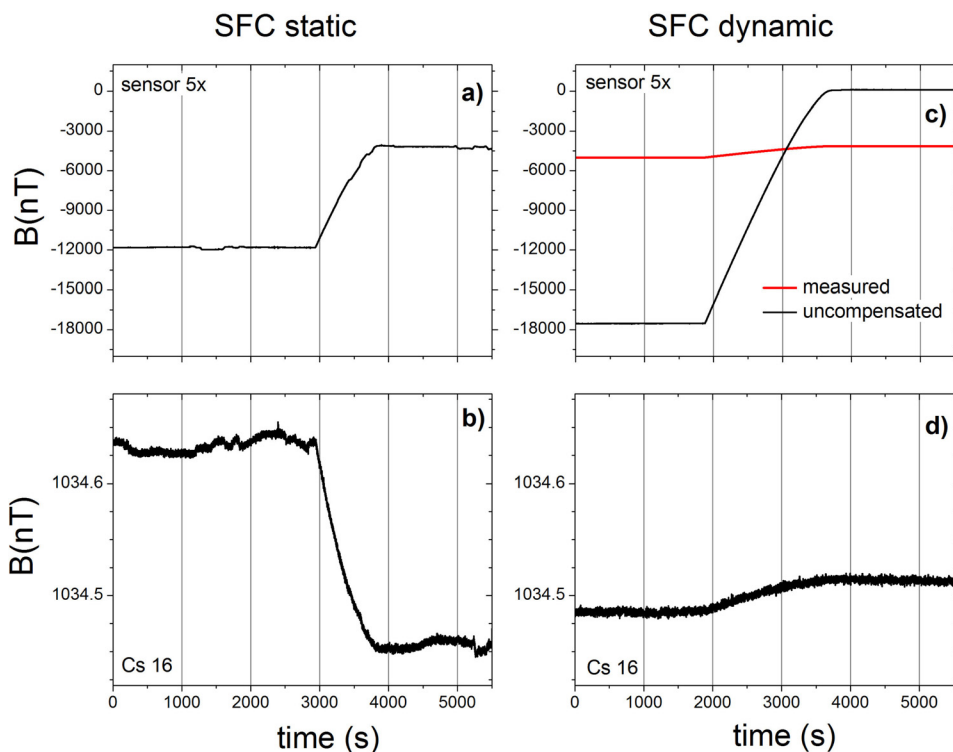 SFC static
SFC dynamic
sensor 5x
a)
0
-3000
-6000
-9000
-12000
-15000
-18000
B(nT)
sensor 5x
c)
0
-3000
-6000
-9000
-12000
-15000
-18000
B(nT)
measured
uncompensated
b)
1034.6
1034.5
B(nT)
Cs 16
0 1000 2000 3000 4000 5000
time (s)
d)
1034.6
1034.5
B(nT)
Cs 16
0 1000 2000 3000 4000 5000
time (s)